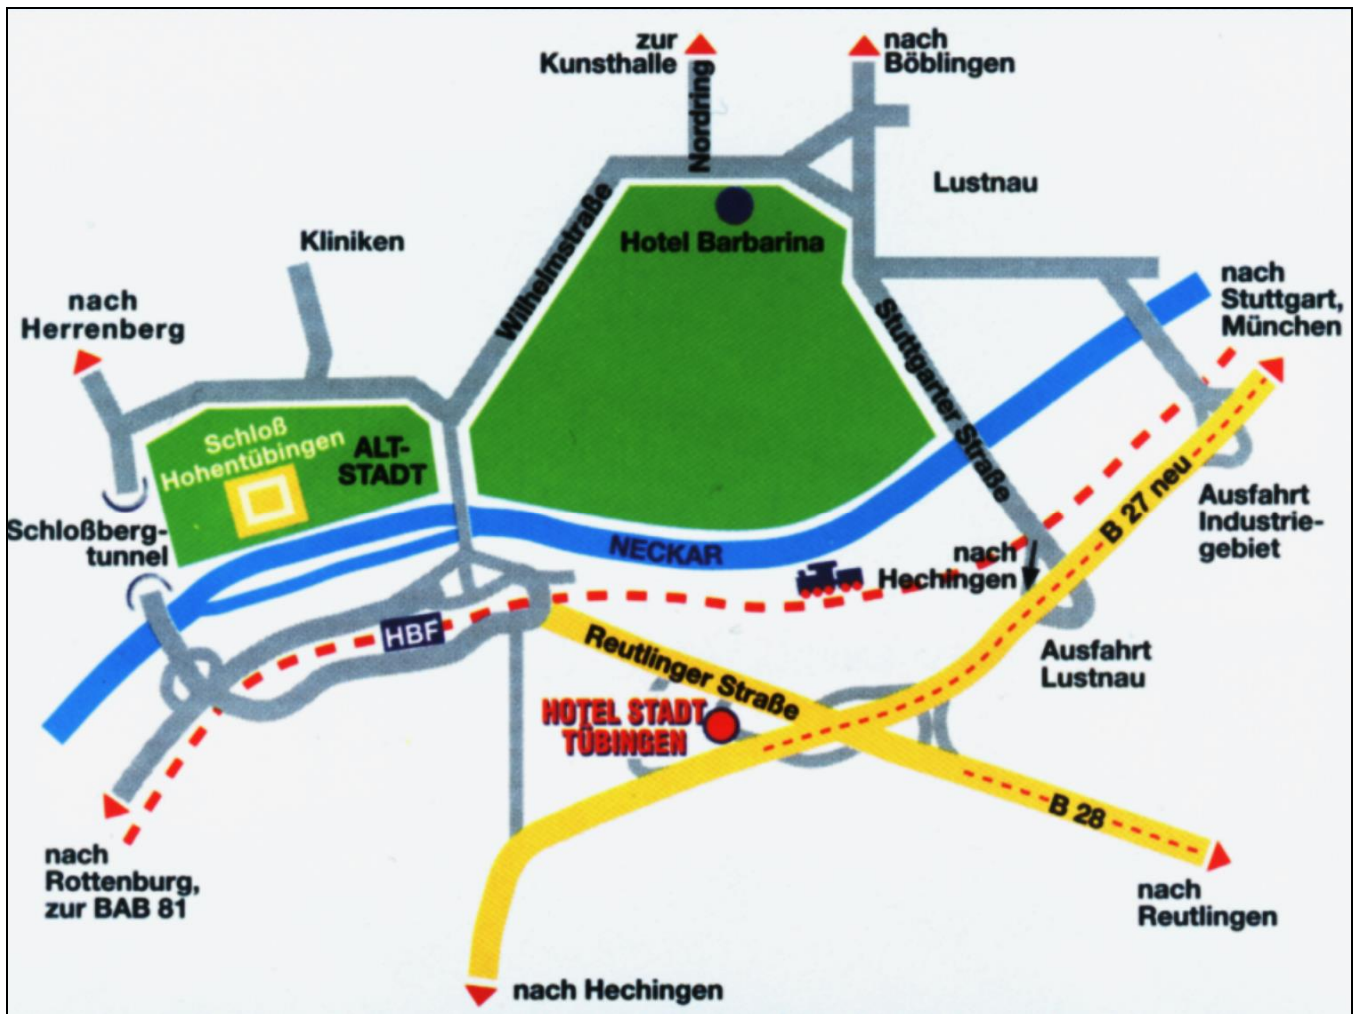 zur
Kunsthalle
Nordring
nach
Böblingen
Lustnau
Hotel Barbarina
Wilhelmstraße
Kliniken
nach
Herrenberg
nach
Stuttgart,
München
Stuttgarter Straße
Schloß
Hohentübingen
ALT-
STADT
Schloßberg-
tunnel
NECKAR
B 27 neu
Ausfahrt
Industrie-
gebiet
nach
Hechlingen
HBF
Reutlinger Straße
Ausfahrt
Lustnau
HOTEL STADT
TÜBINGEN
B 28
nach
Rottenburg,
zur BAB 81
nach
Reutlingen
nach Hechingen